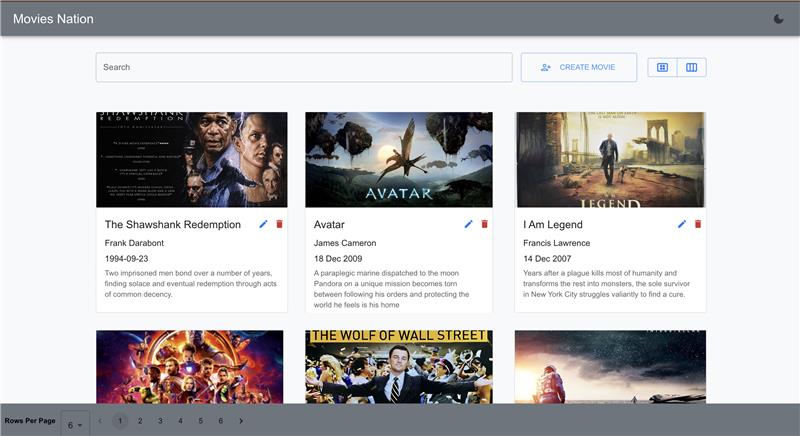 Movies Nation
Search
CREATE MOVIE
SHAWSHANK
REDEMPTION
AVATAR
THE LAST MAN ON EARTH
IS NOT ALONE
I AM
LEGEND
The Shawshank Redemption
Frank Darabont
1994-09-23
Two imprisoned men bond over a number of years,
finding solace and eventual redemption through acts
of common decency.
Avatar
James Cameron
18 Dec 2009
A paraplegic marine dispatched to the moon
Pandora on a unique mission becomes torn
between following his orders and protecting the
world he feels is his home
I Am Legend
Francis Lawrence
14 Dec 2007
Years after a plague kills most of humanity and
transforms the rest into monsters, the sole survivor
in New York City struggles valiantly to find a cure.
THE WOLF OF WALL STREET
Rows Per Page
6
1
2
3
4
5
6